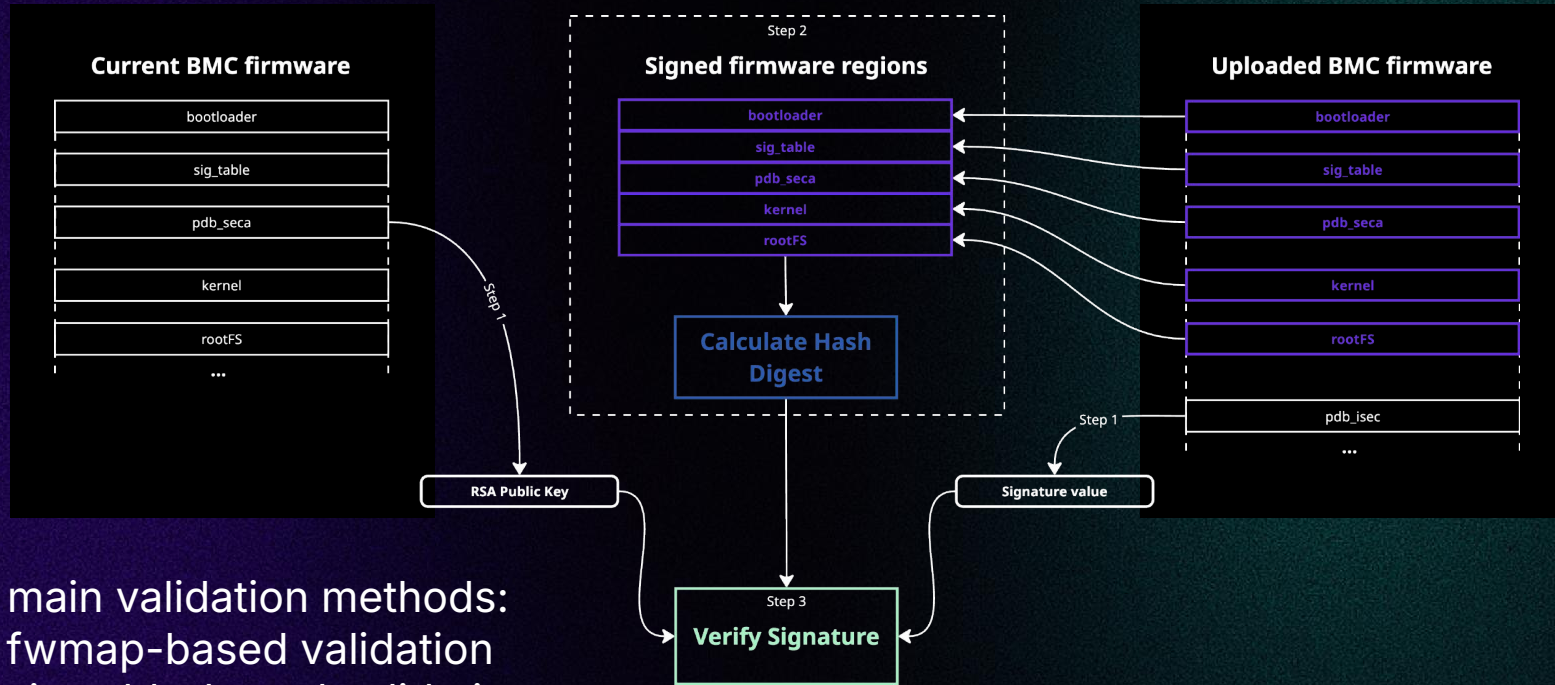 Current BMC firmware
bootloader
sig_table
pdb_seca
kernel
rootFS
...
Step 1
RSA Public Key
Step 2
Signed firmware regions
bootloader
sig_table
pdb_seca
kernel
rootFS
Calculate Hash
Digest
Uploaded BMC firmware
bootloader
sig_table
pdb_seca
kernel
rootFS
pdb_isec
...
Step 1
Signature value
Step 3
Verify Signature
main validation methods:
fwmap-based validation